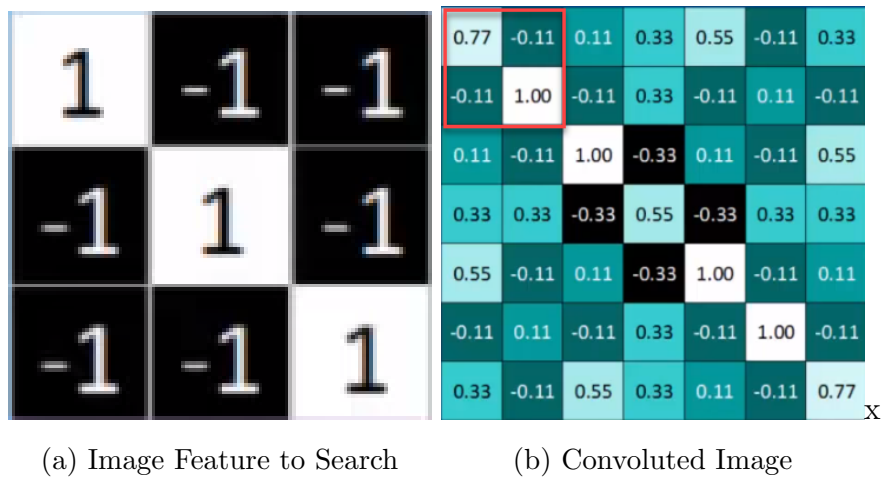 1 -1 -1
-1 1 -1
-1 -1 1
0.77 -0.11 0.11 0.33 0.55 -0.11 0.33
-0.11 1.00 -0.11 0.33 -0.11 0.11 -0.11
0.11 -0.11 1.00 -0.33 0.11 -0.11 0.55
0.33 0.33 -0.33 0.55 -0.33 0.33 0.33
0.55 -0.11 0.11 -0.33 1.00 -0.11 0.11
-0.11 0.11 -0.11 0.33 -0.11 1.00 -0.11
0.33 -0.11 0.55 0.33 0.11 -0.11 0.77
x
(a) Image Feature to Search
(b) Convoluted Image